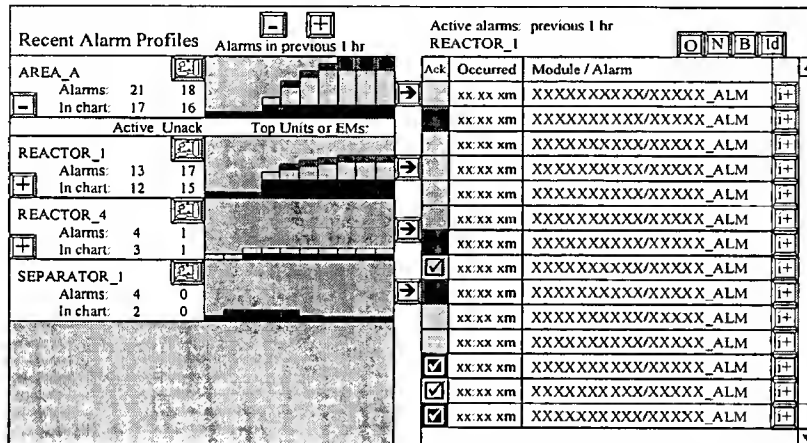 - +
Recent Alarm Profiles
Alarms in previous 1 hr
AREA_A
Alarms: 21 18
- In chart: 17 16
Active Unack Top Units or EMs:
REACTOR_1
Alarms: 13 17
+ In chart: 12 15
REACTOR_4
Alarms: 4 1
+ In chart: 3 1
SEPARATOR_1
Alarms: 4 0
In chart: 2 0
Active alarms: previous 1 hr
REACTOR_1 O N B Id
Ack Occurred Module / Alarm
xx:xx xm XXXXXXXXXX/XXXXX_ALM i+
xx:xx xm XXXXXXXXXX/XXXXX_ALM i+
xx:xx xm XXXXXXXXXX/XXXXX_ALM i+
xx:xx xm XXXXXXXXXX/XXXXX_ALM i+
xx:xx xm XXXXXXXXXX/XXXXX_ALM i+
xx:xx xm XXXXXXXXXX/XXXXX_ALM i+
xx:xx xm XXXXXXXXXX/XXXXX_ALM i+
xx:xx xm XXXXXXXXXX/XXXXX_ALM i+
xx:xx xm XXXXXXXXXX/XXXXX_ALM i+
xx:xx xm XXXXXXXXXX/XXXXX_ALM i+
xx:xx xm XXXXXXXXXX/XXXXX_ALM i+
xx:xx xm XXXXXXXXXX/XXXXX_ALM i+
xx:xx xm XXXXXXXXXX/XXXXX_ALM i+
xx:xx xm XXXXXXXXXX/XXXXX_ALM i+